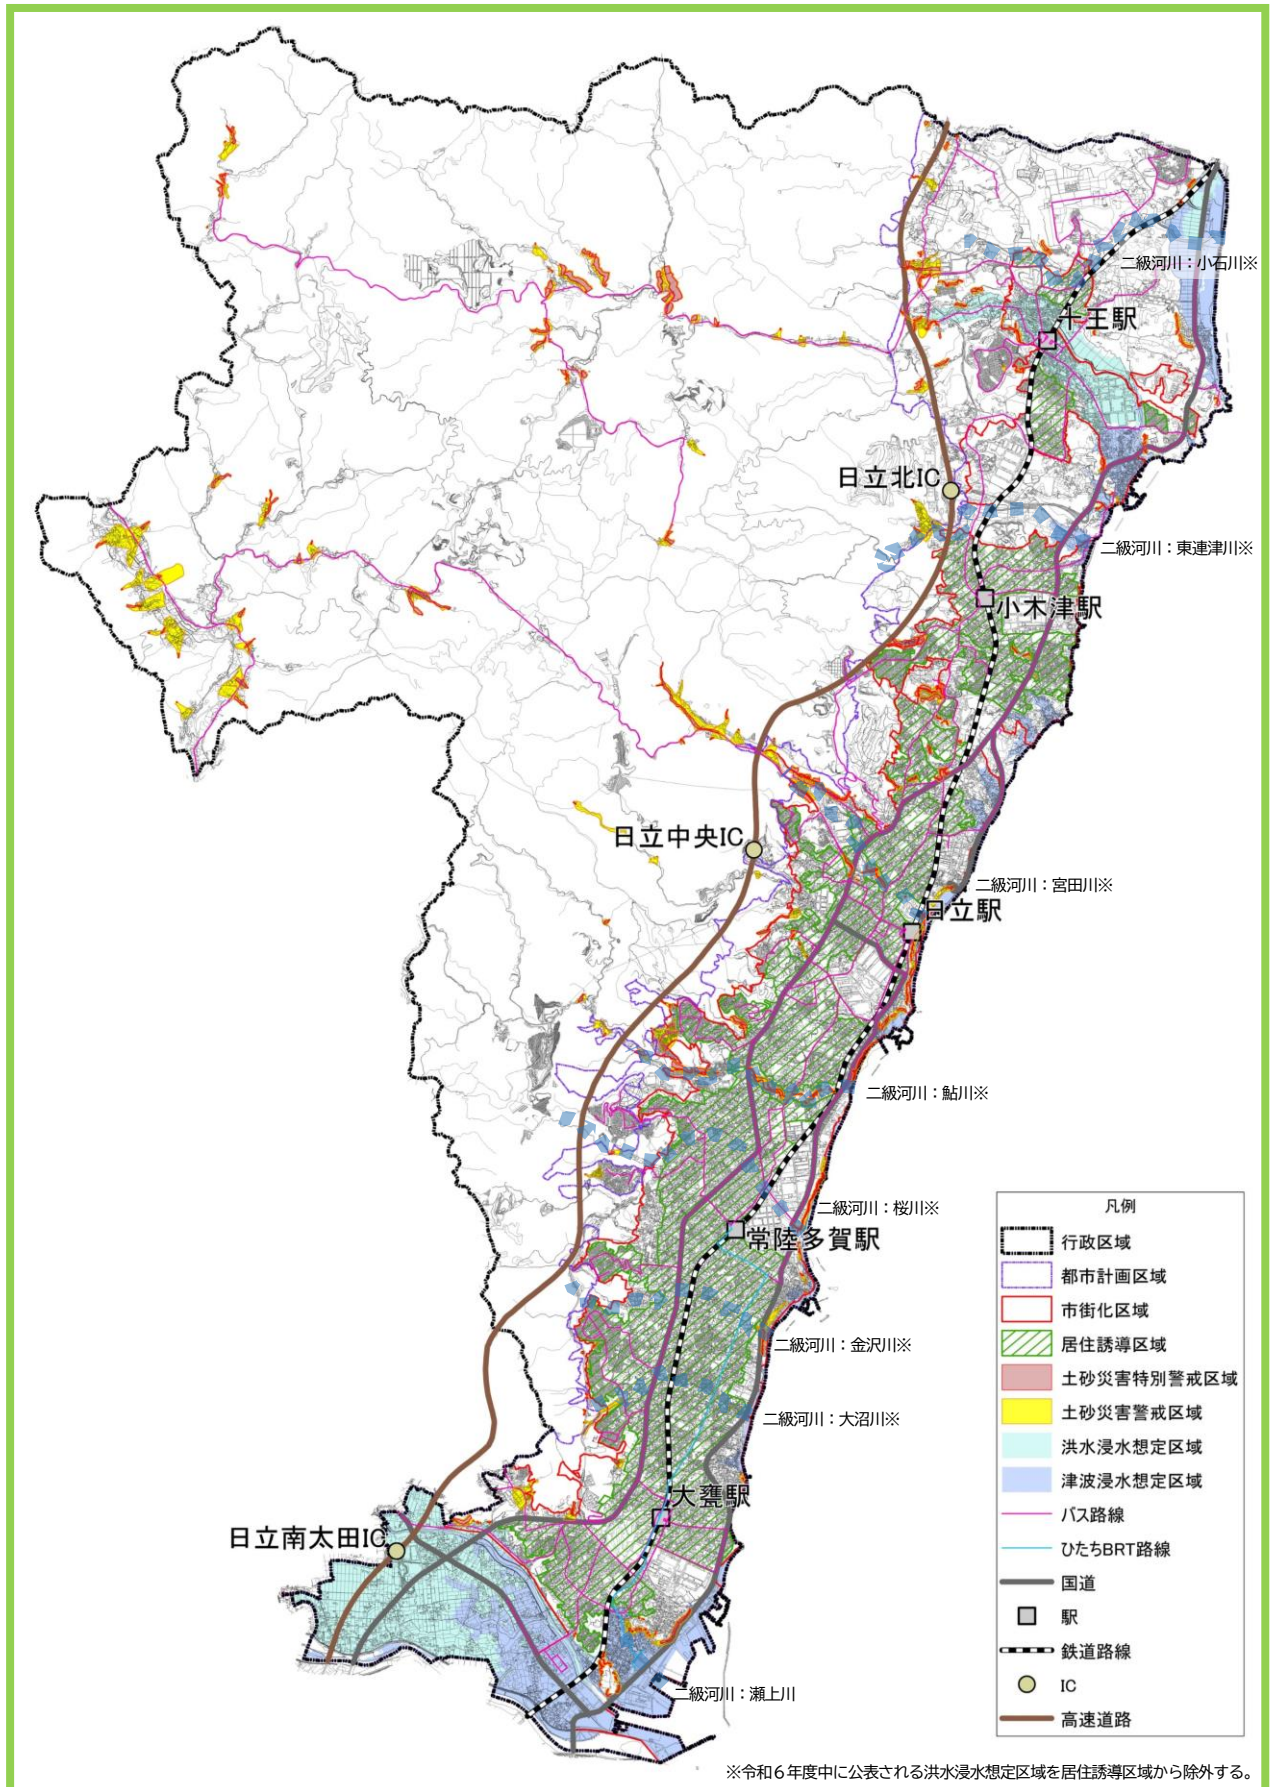 二級河川：小石川※
十王駅
日立北IC
二級河川：東連津川※
小木津駅
日立中央IC
二級河川：宮田川※
日立駅
二級河川：鮎川※
二級河川：桜川※
常陸多賀駅
二級河川：金沢川※
二級河川：大沼川※
大甕駅
日立南太田IC
二級河川：瀬上川
凡例
行政区域
都市計画区域
市街化区域
居住誘導区域
土砂災害特別警戒区域
土砂災害警戒区域
洪水浸水想定区域
津波浸水想定区域
バス路線
ひたちBRT路線
国道
駅
鉄道路線
IC
高速道路
※令和６年度中に公表される洪水浸水想定区域を居住誘導区域から除外する。